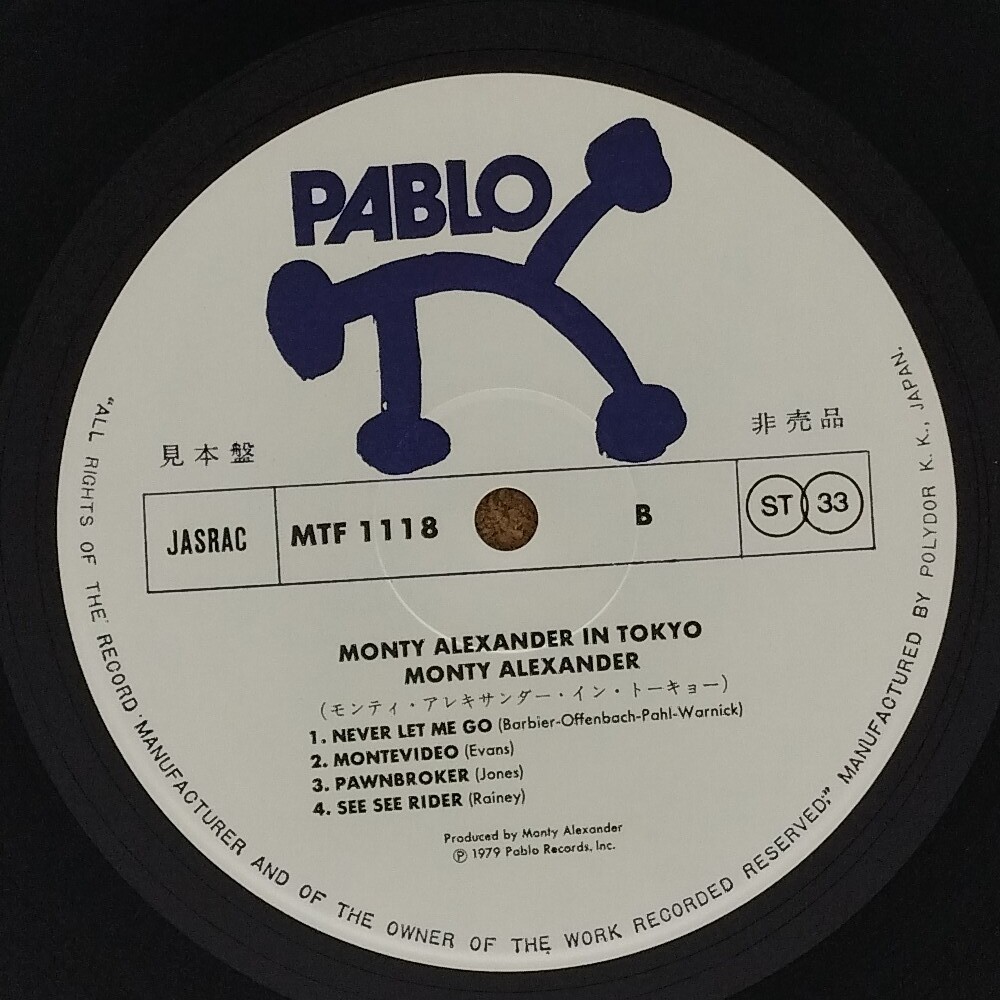 PABLO
見本盤
非売品
JASRAC
MTF 1118
B
ST 33
MONTY ALEXANDER IN TOKYO
MONTY ALEXANDER
(モンティ・アレキサンダー・イン・トーキョー)
1. NEVER LET ME GO (Barbier-Offenbach-Pahl-Warnick)
2. MONTEVIDEO (Evans)
3. PAWNBROKER (Jones)
4. SEE SEE RIDER (Rainey)
Produced by Monty Alexander
Ⓟ 1979 Pablo Records, Inc.
"ALL RIGHTS OF THE RECORD MANUFACTURER AND OF THE OWNER OF THE WORK RECORDED RESERVED;" MANUFACTURED BY POLYDOR K. K., JAPAN.